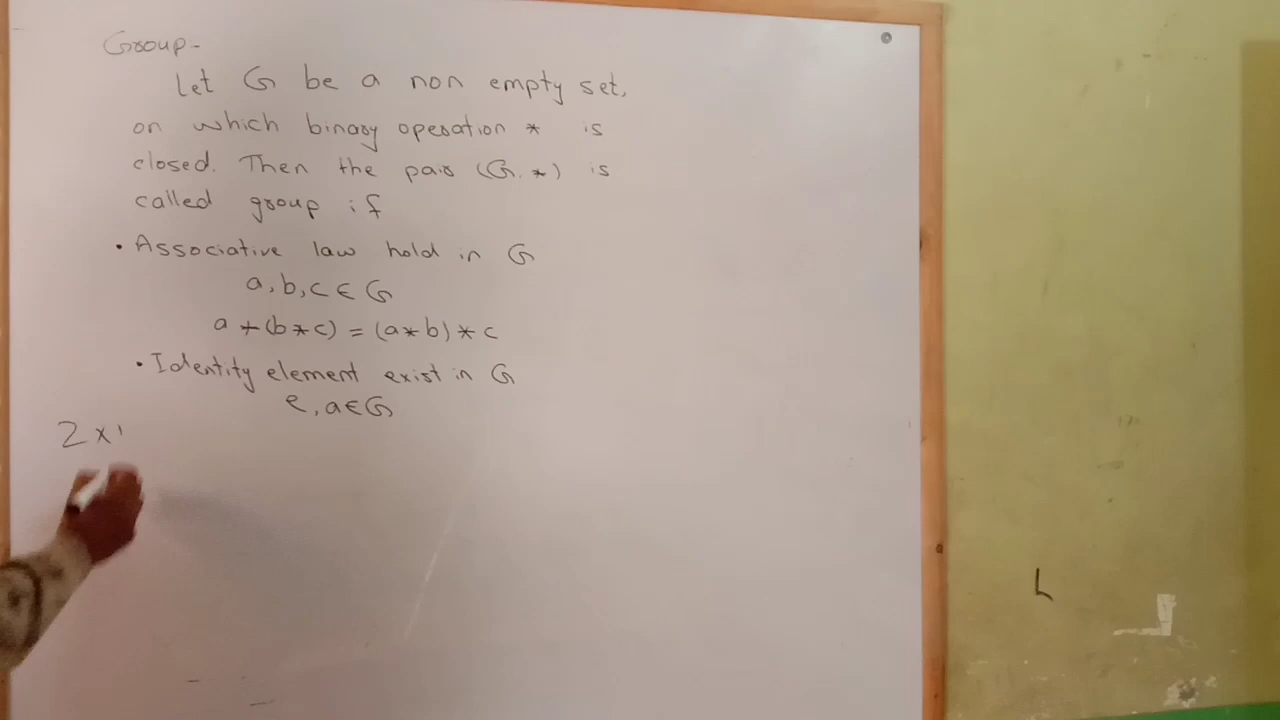 Group-
Let G be a non empty set,
on which binary operation * is
closed. Then the pair (G, *) is
called group if
• Associative law hold in G
a, b, c ∈ G
a * (b * c) = (a * b) * c
• Identity element exist in G
e, a ∈ G
2 x 1